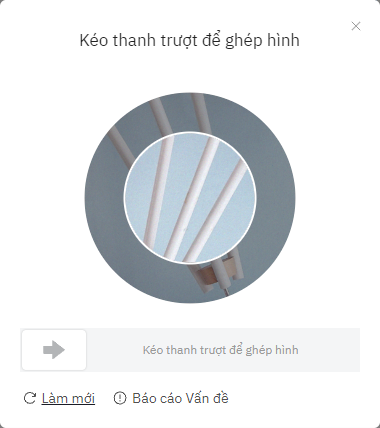 Kéo thanh trượt để ghép hình
Kéo thanh trượt để ghép hình
Làm mới
Báo cáo Vấn đề